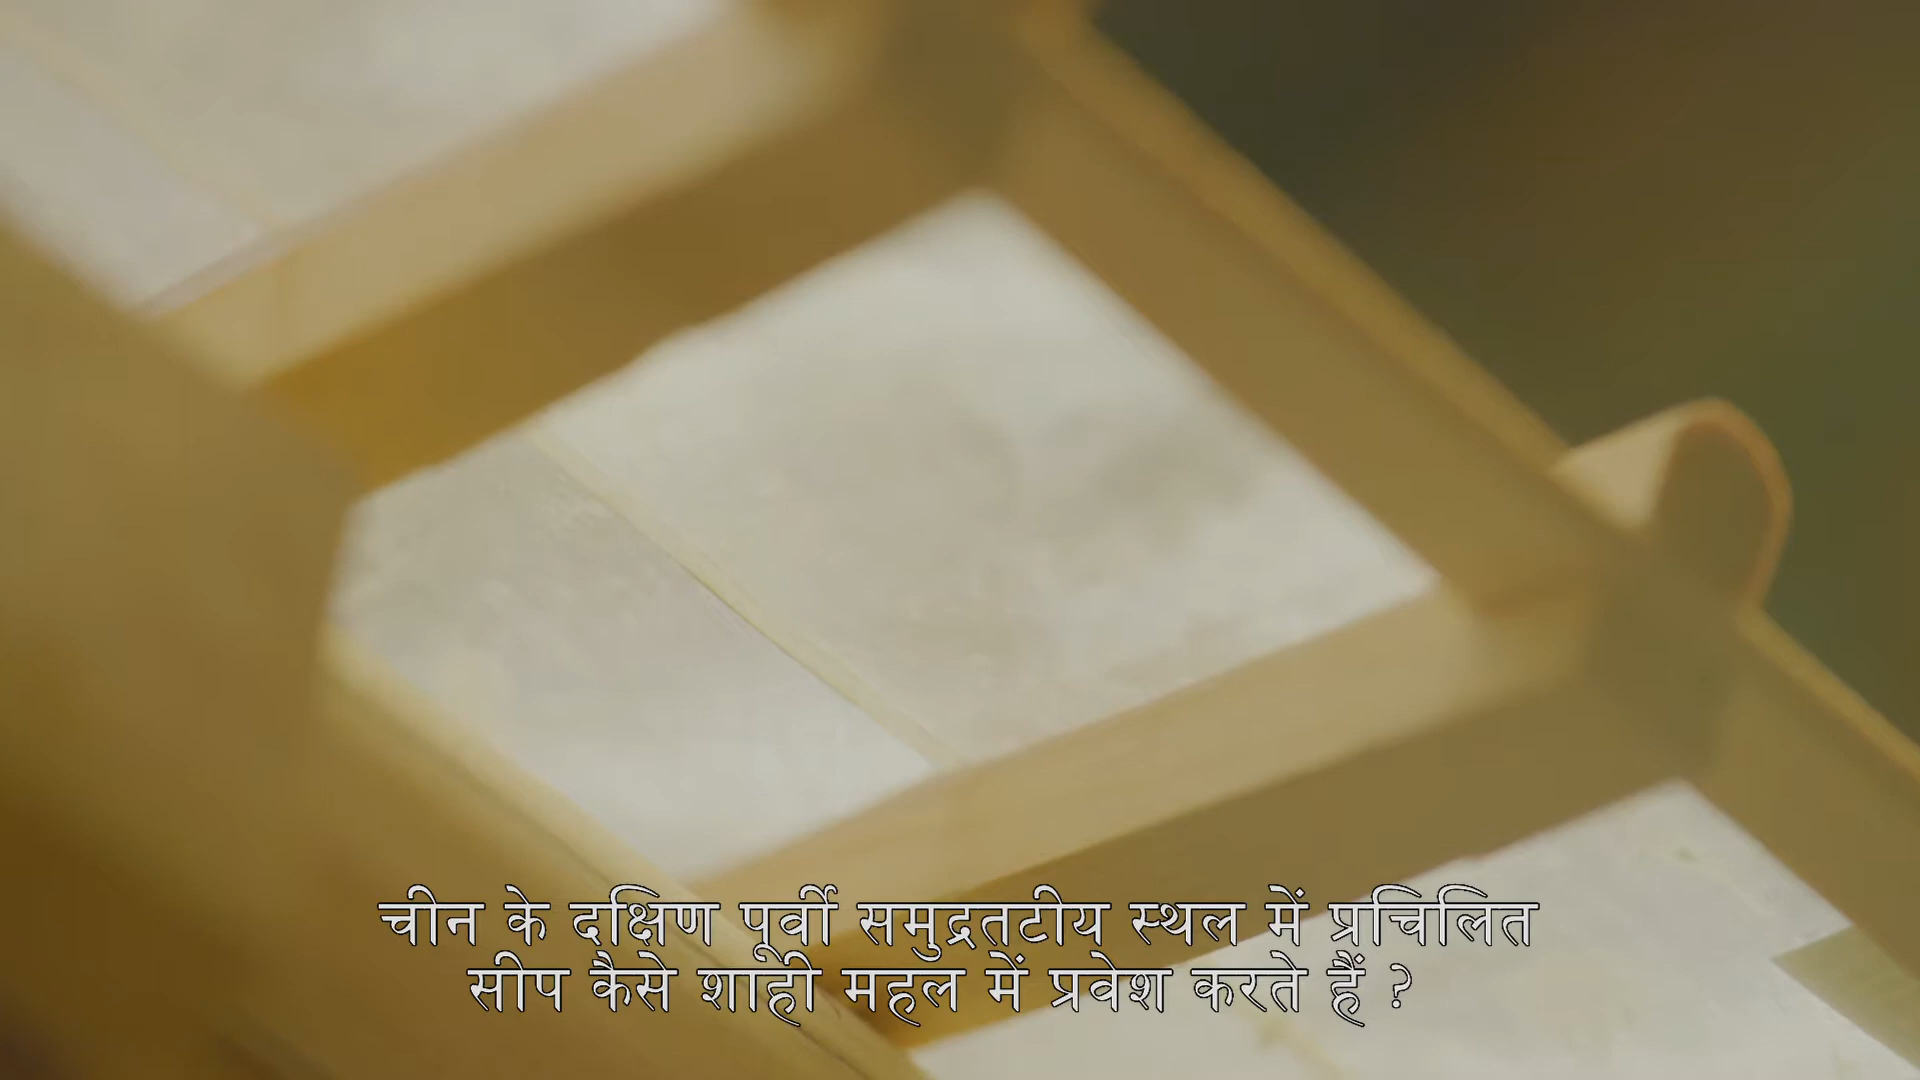 चीन के दक्षिण पूर्वी समुद्रतटीय स्थल में प्रचिलित
सीप कैसे शाही महल में प्रवेश करते हैं ?